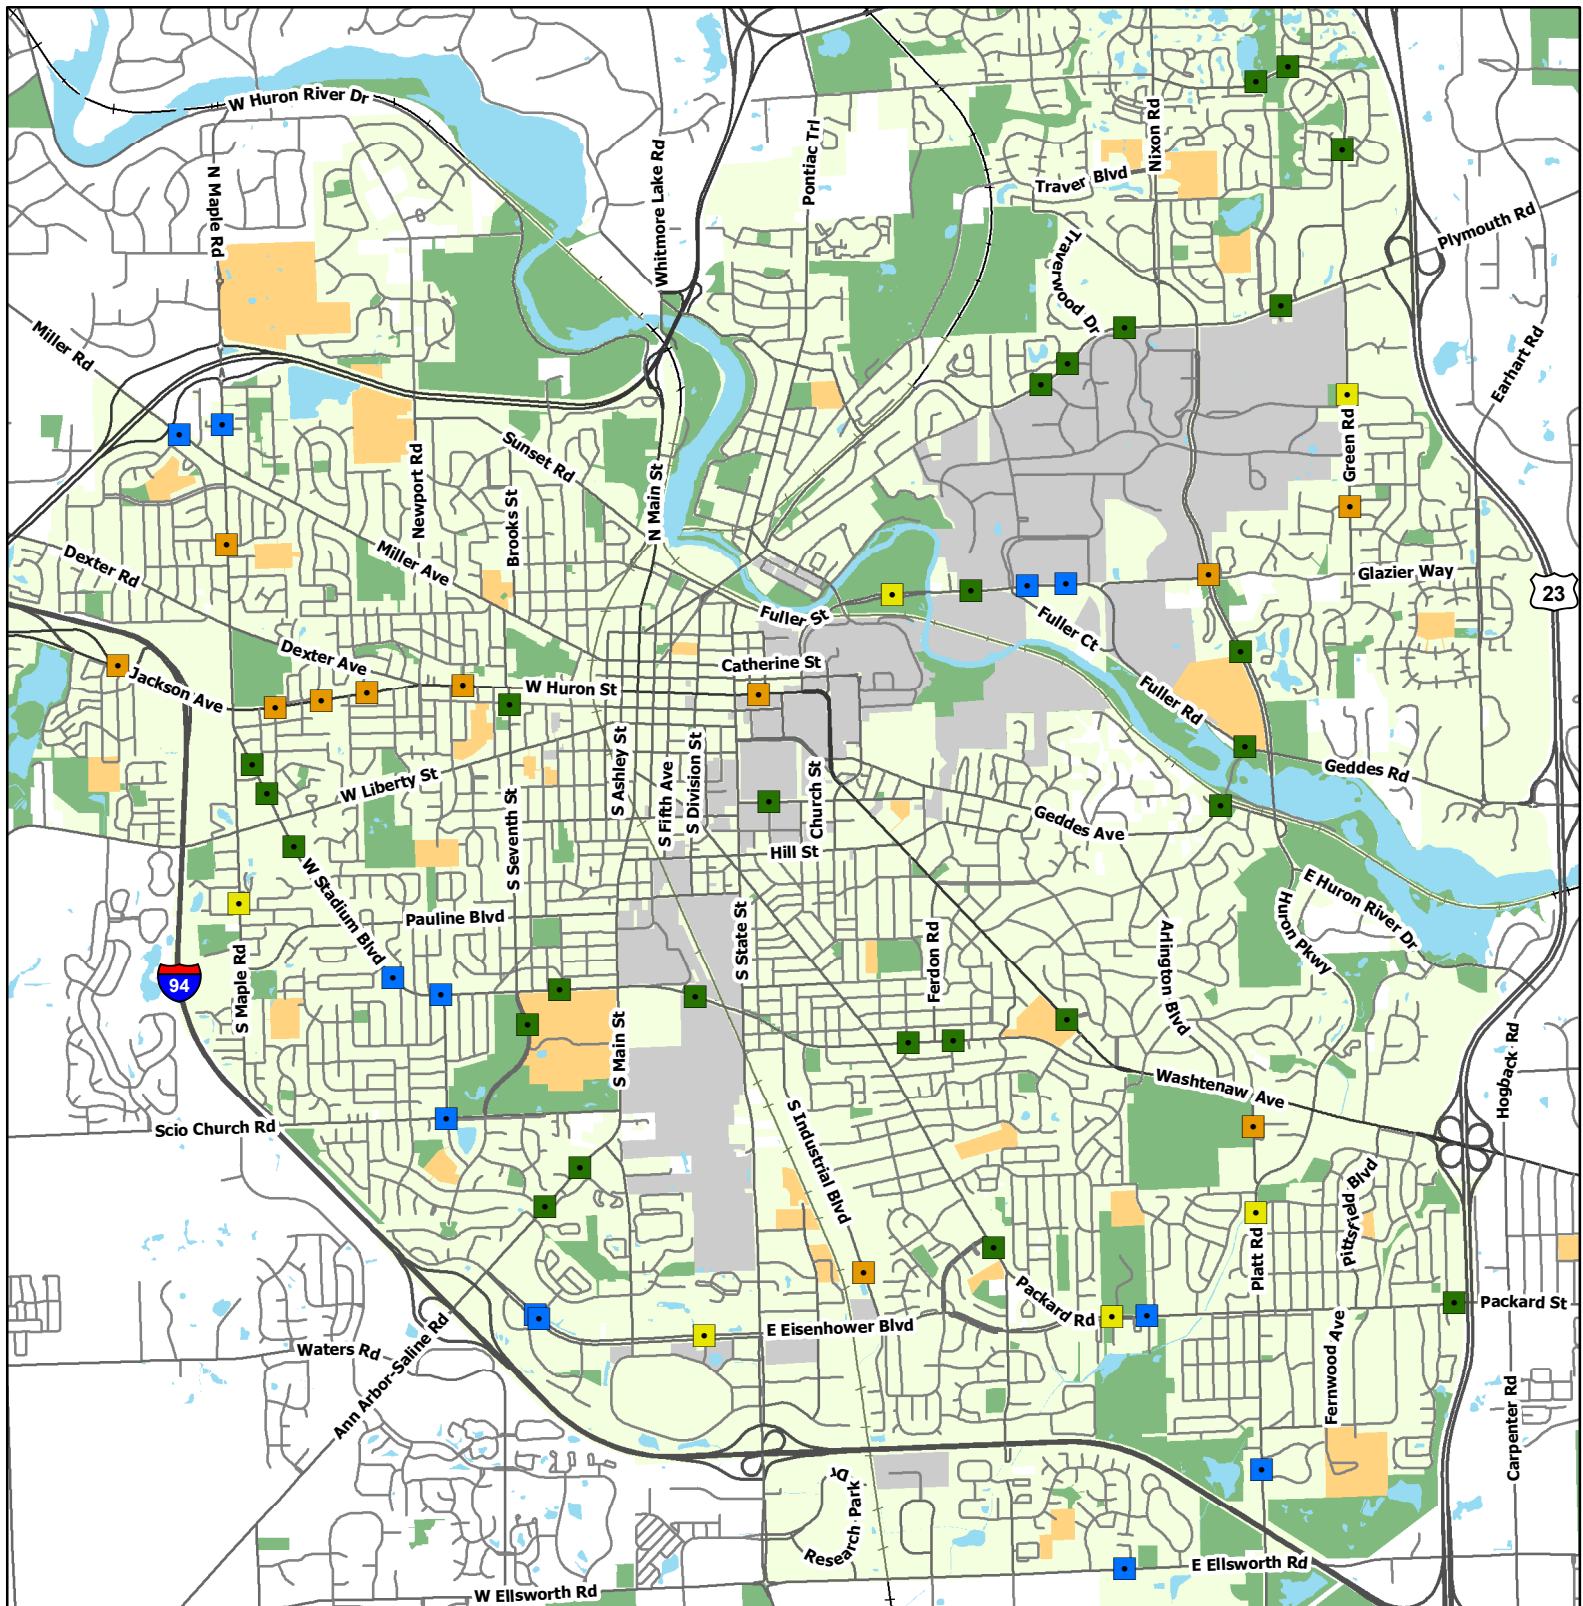 W Huron River Dr
N Maple Rd
Whitmore Lake Rd
Pontiac Trl
Nixon Rd
Traver Blvd
Traverwood Dr
Plymouth Rd
Miller Rd
Earhart Rd
Sunset Rd
Newport Rd
Brooks St
N Main St
Green Rd
Dexter Rd
Miller Ave
Glazier Way
23
Fuller St
Fuller Ct
Dexter Ave
Catherine St
Jackson Ave
W Huron St
Fuller Rd
S Ashley St
S Fifth Ave
S Division St
Church St
Geddes Rd
W Liberty St
S Seventh St
Geddes Ave
Hill St
W Stadium Blvd
E Huron River Dr
Pauline Blvd
S State St
Ferdon Rd
Arlington Blvd
Huron Pkwy
94
S Maple Rd
S Main St
Hogback Rd
Washtenaw Ave
Scio Church Rd
S Industrial Blvd
Pittsfield Blvd
Platt Rd
Packard Rd
Packard St
E Eisenhower Blvd
Waters Rd
Ann Arbor-Saline Rd
Fernwood Ave
Carpenter Rd
Research Park Dr
E Ellsworth Rd
W Ellsworth Rd